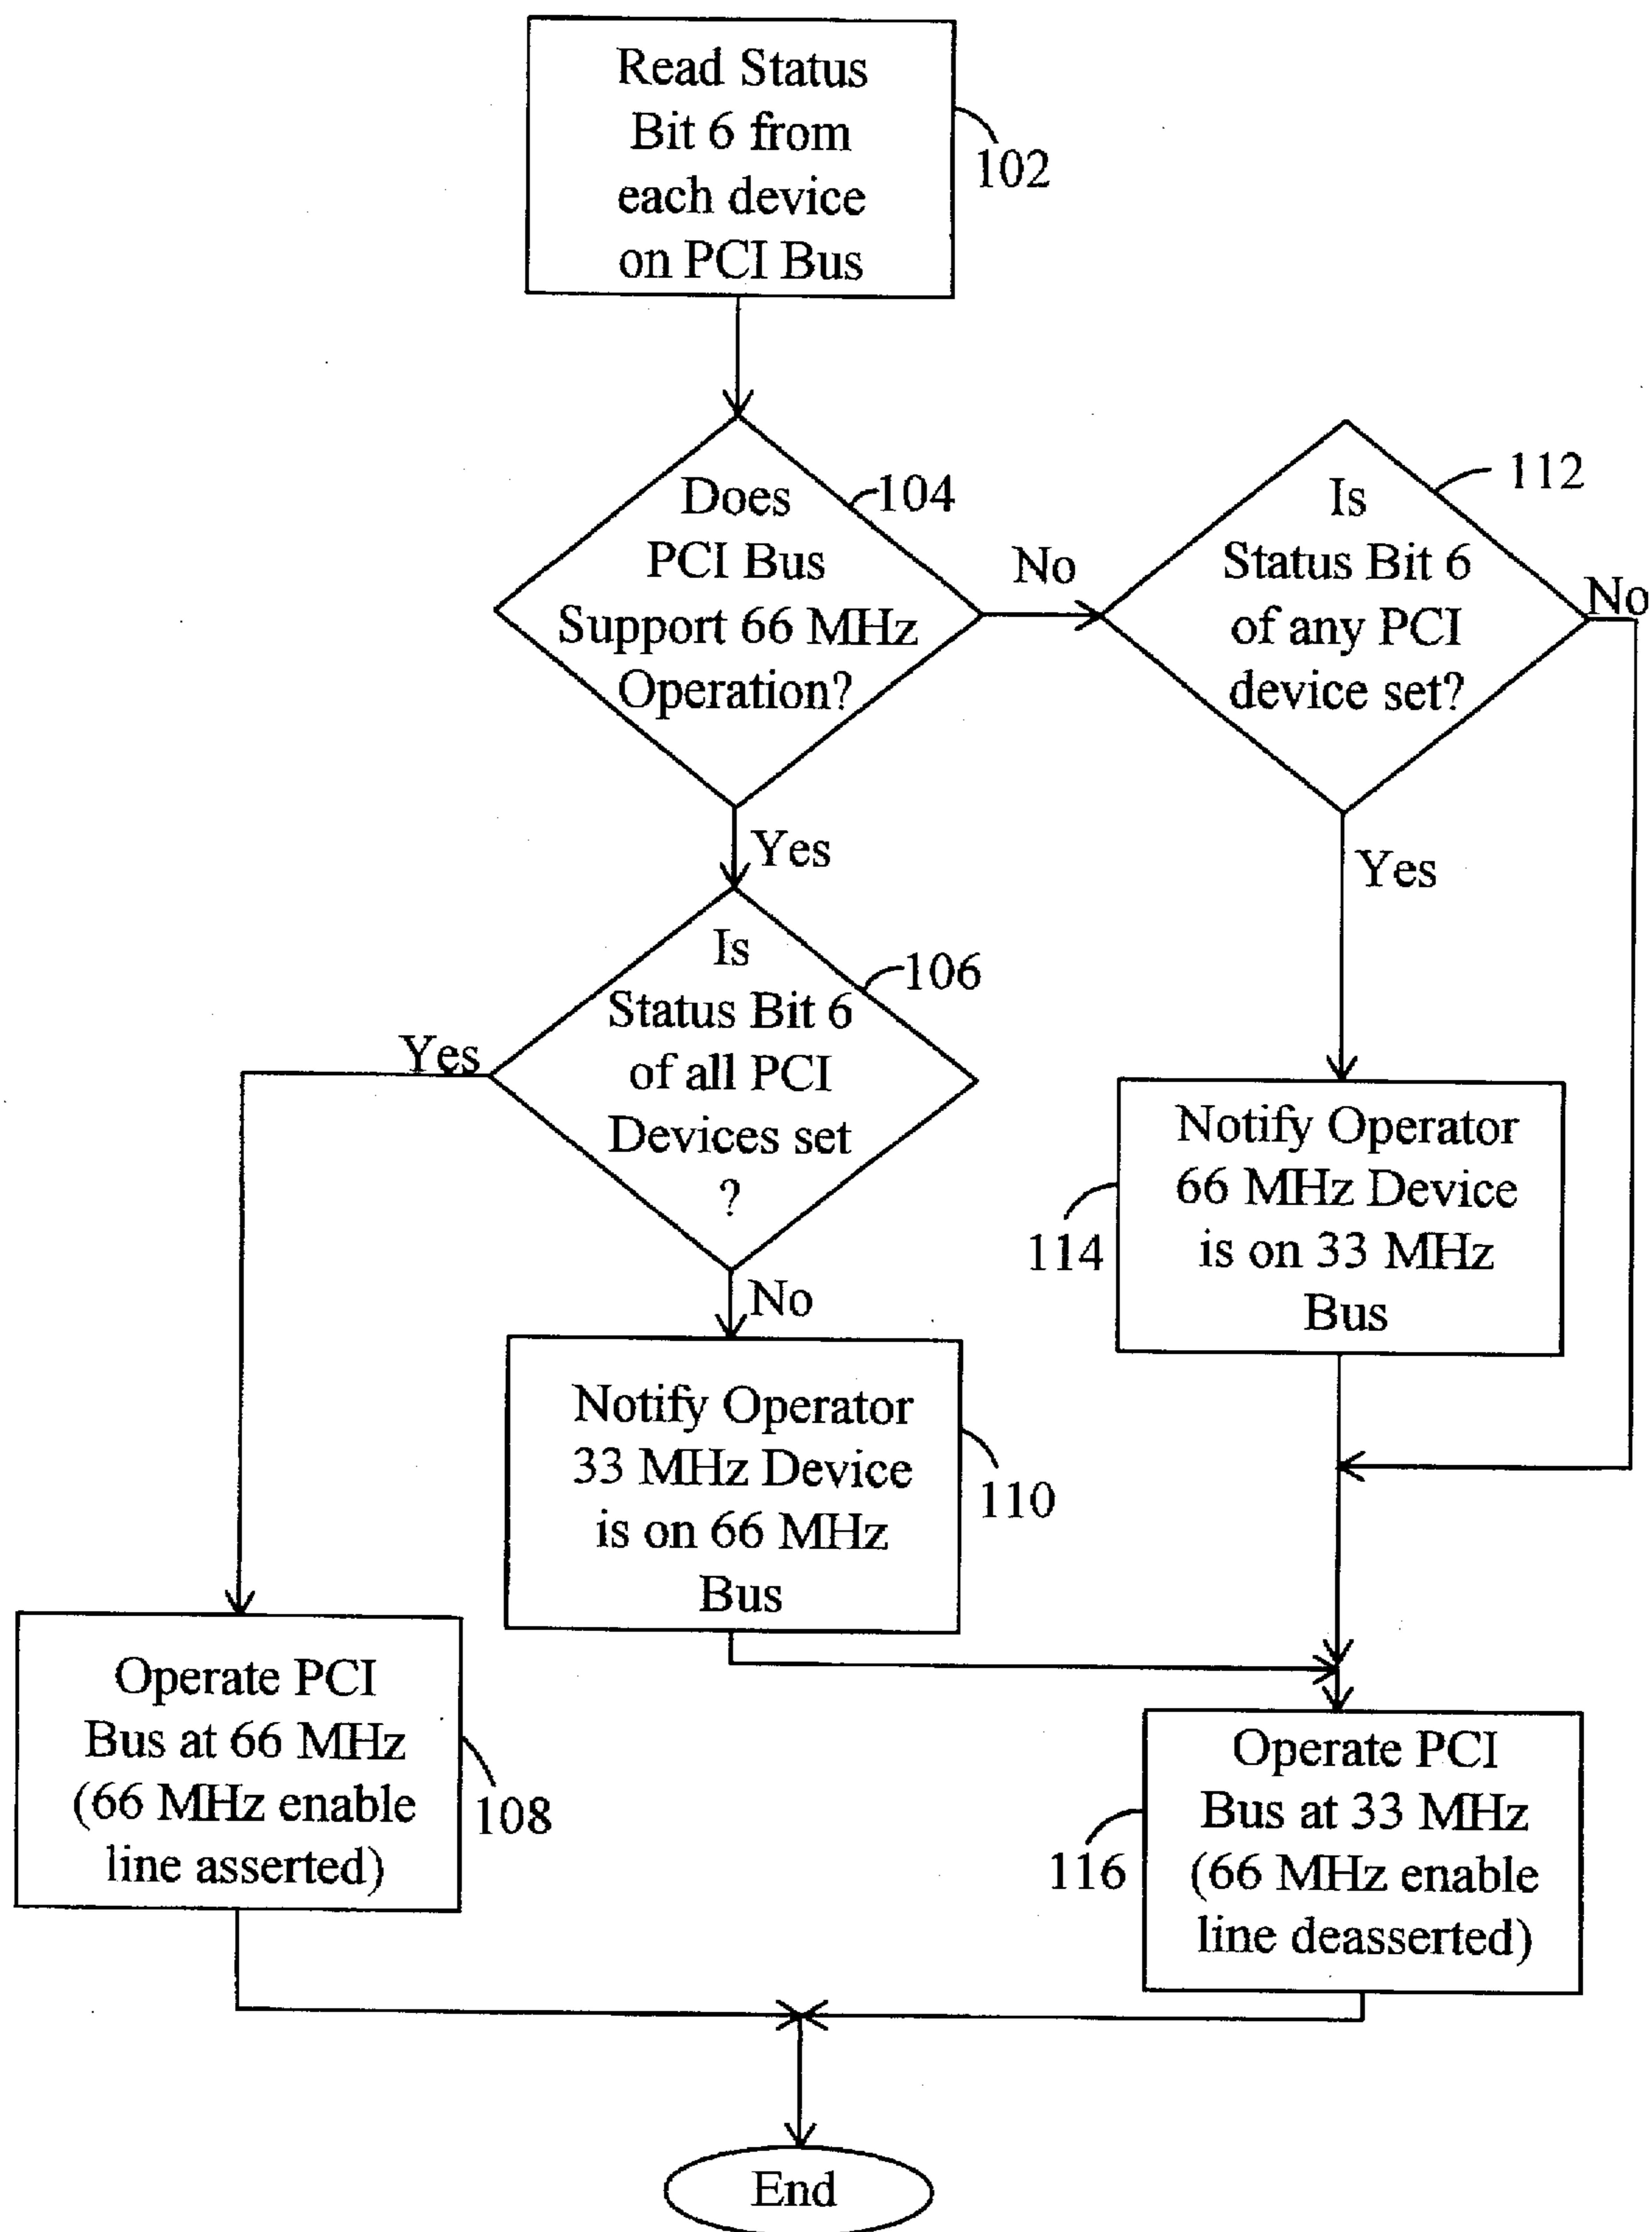 Read Status
Bit 6 from
each device
on PCI Bus
102
Does
PCI Bus
Support 66 MHz
Operation?
104
No
Is
Status Bit 6
of any PCI
device set?
112
No
Yes
Yes
Is
Status Bit 6
of all PCI
Devices set
?
106
Yes
No
Notify Operator
66 MHz Device
is on 33 MHz
Bus
114
Notify Operator
33 MHz Device
is on 66 MHz
Bus
110
Operate PCI
Bus at 66 MHz
(66 MHz enable
line asserted)
108
Operate PCI
Bus at 33 MHz
(66 MHz enable
line deasserted)
116
End